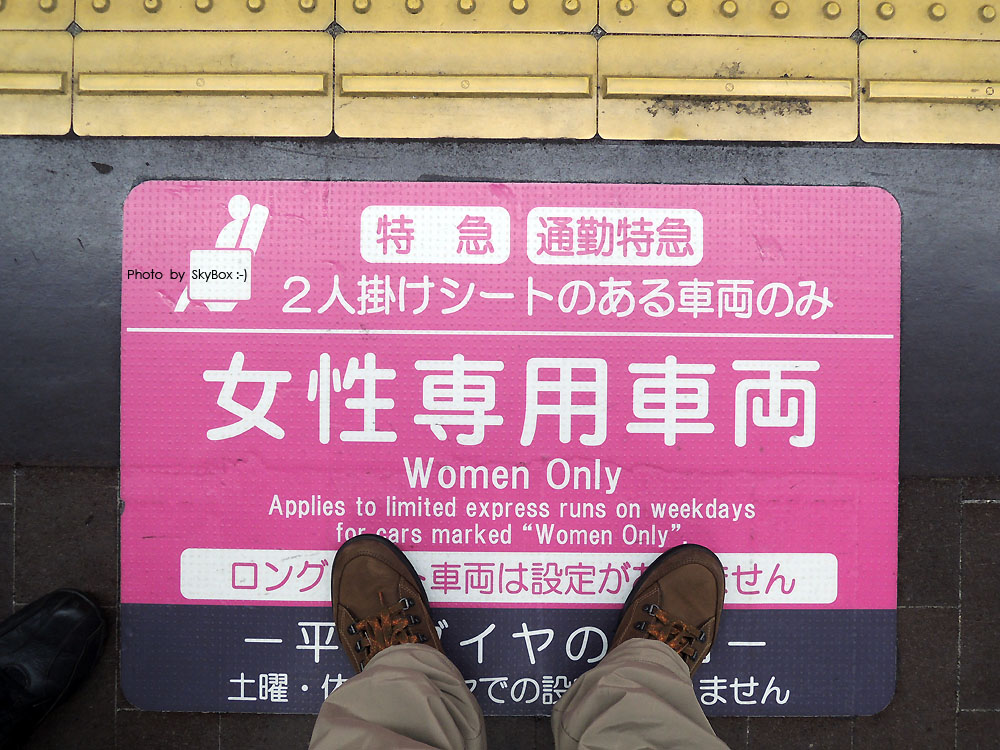 特 急 通勤特急
Photo by SkyBox :-)
2人掛けシートのある車両のみ
女性専用車両
Women Only
Applies to limited express runs on weekdays
for cars marked “Women Only”.
ロング ト車両は設定が ません
ー平 ダイヤの ー
土曜・ ヤでの設 ません